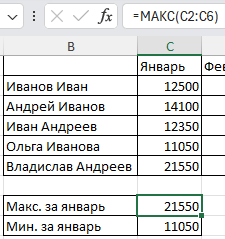 =МАКС(C2:C6)
B C
Январь Фев
Иванов Иван 12500
Андрей Иванов 14100
Иван Андреев 12350
Ольга Иванова 11050
Владислав Андреев 21550
Макс. за январь 21550
Мин. за январь 11050